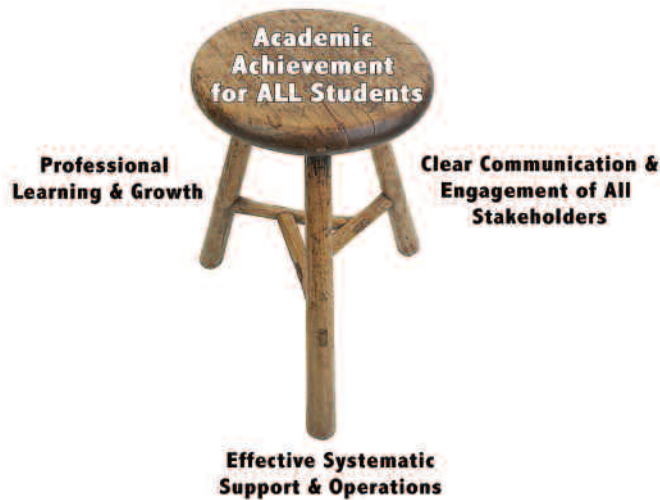 Academic
Achievement
for ALL Students
Professional
Learning & Growth
Clear Communication &
Engagement of All
Stakeholders
Effective Systematic
Support & Operations